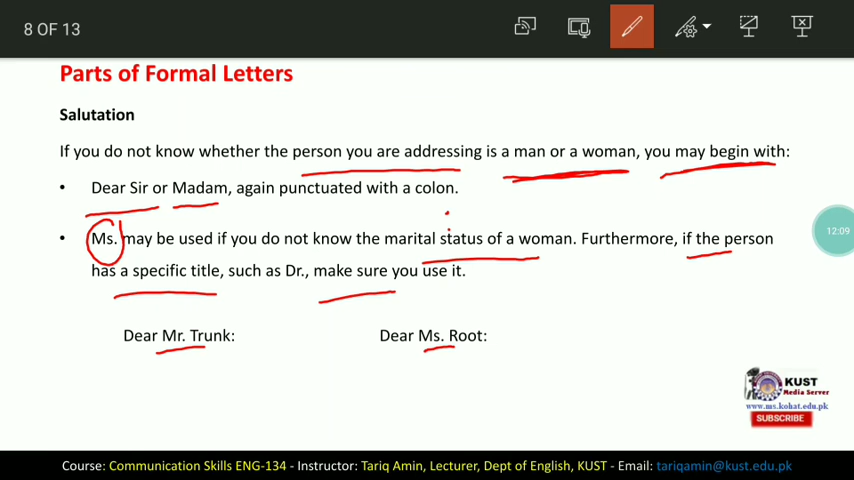 8 OF 13
Parts of Formal Letters
Salutation
If you do not know whether the person you are addressing is a man or a woman, you may begin with:
• Dear Sir or Madam, again punctuated with a colon.
• Ms. may be used if you do not know the marital status of a woman. Furthermore, if the person
has a specific title, such as Dr., make sure you use it.
Dear Mr. Trunk: Dear Ms. Root:
12:09
KUST
Media Server
www.ms.kohat.edu.pk
SUBSCRIBE
Course: Communication Skills ENG-134 - Instructor: Tariq Amin, Lecturer, Dept of English, KUST - Email: tariqamin@kust.edu.pk